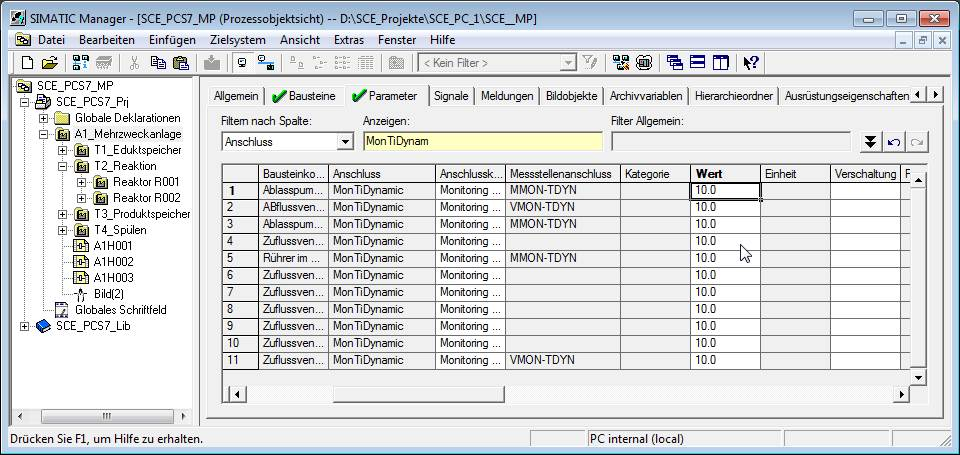 SIMATIC Manager - [SCE_PCS7_MP (Prozessobjektsicht) -- D:\SCE_Projekte\SCE_PC_1\SCE__MP]
Datei Bearbeiten Einfügen Zielsystem Ansicht Extras Fenster Hilfe
< Kein Filter >
SCE_PCS7_MP
SCE_PCS7_Prj
Globale Deklarationen
A1_Mehrzweckanlage
T1_Eduktspeicher
T2_Reaktion
Reaktor R001
Reaktor R002
T3_Produktspeicher
T4_Spülen
A1H001
A1H002
A1H003
Bild(2)
Globales Schriftfeld
SCE_PCS7_Lib
Allgemein Bausteine Parameter Signale Meldungen Bildobjekte Archivvariablen Hierarchieordner Ausrüstungseigenschaften
Filtern nach Spalte: Anzeigen: Filter Allgemein:
Anschluss MonTiDynam
Bausteinko... Anschluss Anschlussk... Messstellenanschluss Kategorie Wert Einheit Verschaltung F
1 Ablasspum... MonTiDynamic Monitoring ... MMON-TDYN 10.0
2 ABflussven... MonTiDynamic Monitoring ... VMON-TDYN 10.0
3 Ablasspum... MonTiDynamic Monitoring ... MMON-TDYN 10.0
4 Zuflussven... MonTiDynamic Monitoring ... 10.0
5 Rührer im ... MonTiDynamic Monitoring ... MMON-TDYN 10.0
6 Zuflussven... MonTiDynamic Monitoring ... 10.0
7 Zuflussven... MonTiDynamic Monitoring ... 10.0
8 Zuflussven... MonTiDynamic Monitoring ... 10.0
9 Zuflussven... MonTiDynamic Monitoring ... 10.0
10 Zuflussven... MonTiDynamic Monitoring ... 10.0
11 Zuflussven... MonTiDynamic Monitoring ... VMON-TDYN 10.0
Drücken Sie F1, um Hilfe zu erhalten. PC internal (local)